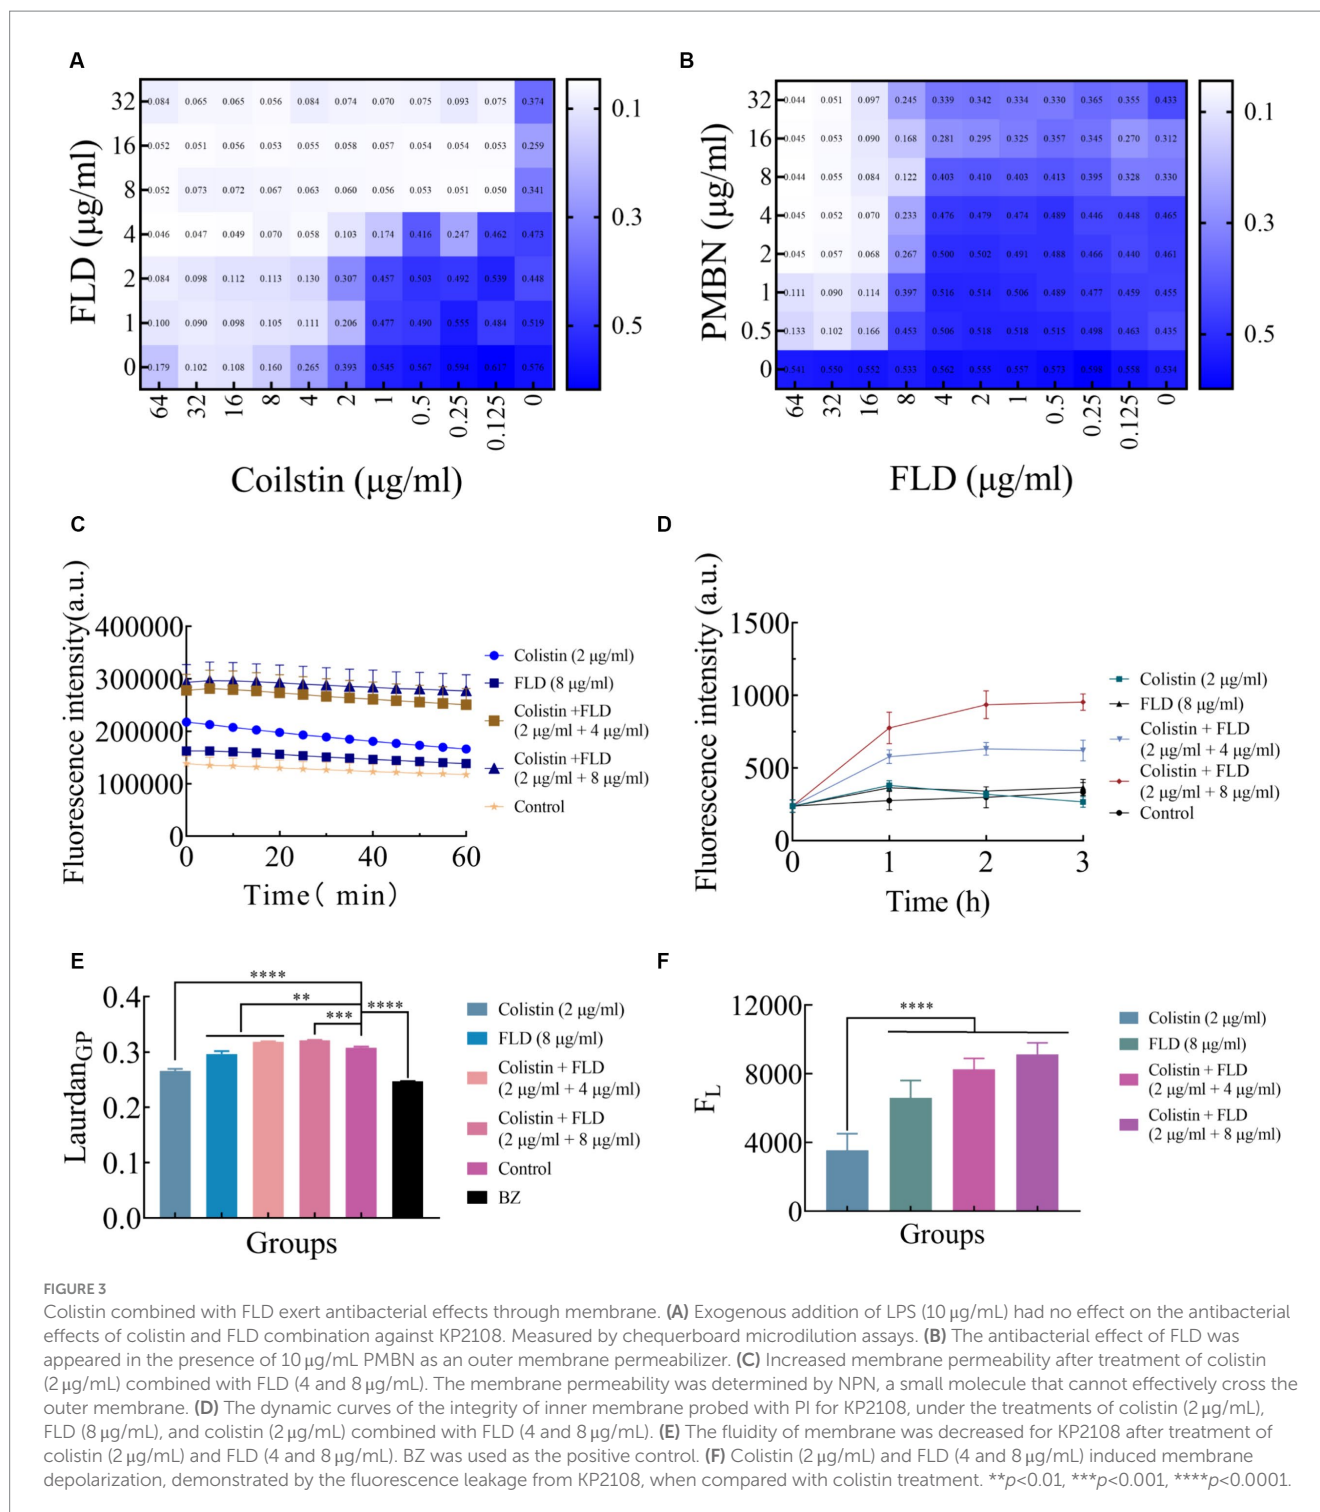 A
32 0.084 0.065 0.065 0.056 0.084 0.074 0.070 0.075 0.093 0.075 0.374
16 0.052 0.051 0.056 0.053 0.055 0.058 0.057 0.054 0.054 0.053 0.259
8 0.052 0.073 0.072 0.067 0.063 0.060 0.056 0.053 0.051 0.050 0.341
4 0.046 0.047 0.049 0.070 0.058 0.103 0.174 0.416 0.247 0.462 0.473
2 0.084 0.098 0.112 0.113 0.130 0.307 0.457 0.503 0.492 0.539 0.448
1 0.100 0.090 0.098 0.105 0.111 0.206 0.477 0.490 0.555 0.484 0.519
0 0.179 0.102 0.108 0.160 0.265 0.393 0.545 0.567 0.594 0.576
64 32 16 8 4 2 1 0.5 0.25 0.125 0
FLD (μg/ml)
Coilstin (μg/ml)
0.1
0.3
0.5
B
32 0.044 0.051 0.097 0.245 0.339 0.342 0.334 0.330 0.365 0.355 0.433
16 0.045 0.053 0.090 0.168 0.281 0.295 0.325 0.357 0.345 0.270 0.312
8 0.044 0.055 0.084 0.122 0.403 0.410 0.403 0.413 0.395 0.328 0.330
4 0.045 0.052 0.070 0.233 0.476 0.479 0.474 0.489 0.446 0.448 0.465
2 0.045 0.057 0.068 0.267 0.500 0.502 0.491 0.488 0.466 0.440 0.461
1 0.111 0.090 0.114 0.397 0.516 0.514 0.506 0.489 0.477 0.459 0.455
0.5 0.133 0.102 0.166 0.453 0.506 0.518 0.518 0.515 0.498 0.463 0.435
0 0.541 0.550 0.552 0.533 0.562 0.555 0.557 0.573 0.558 0.534
64 32 16 8 4 2 1 0.5 0.25 0.125 0
PMBN (μg/ml)
FLD (μg/ml)
0.1
0.3
0.5
C
Fluorescence intensity(a.u.)
400000
300000
200000
100000
0
0 20 40 60
Time( min)
Colistin (2 μg/ml)
FLD (8 μg/ml)
Colistin +FLD
(2 μg/ml + 4 μg/ml)
Colistin +FLD
(2 μg/ml + 8 μg/ml)
Control
D
Fluorescence intensity (a.u.)
1500
1000
500
0
0 1 2 3
Time (h)
Colistin (2 μg/ml)
FLD (8 μg/ml)
Colistin + FLD
(2 μg/ml + 4 μg/ml)
Colistin + FLD
(2 μg/ml + 8 μg/ml)
Control
E
LaurdanGP
0.4
0.3
0.2
0.1
0.0
****
**
***
****
Groups
Colistin (2 μg/ml)
FLD (8 μg/ml)
Colistin + FLD
(2 μg/ml + 4 μg/ml)
Colistin + FLD
(2 μg/ml + 8 μg/ml)
Control
BZ
F
FL
12000
8000
4000
0
****
Groups
Colistin (2 μg/ml)
FLD (8 μg/ml)
Colistin + FLD
(2 μg/ml + 4 μg/ml)
Colistin + FLD
(2 μg/ml + 8 μg/ml)
FIGURE 3
Colistin combined with FLD exert antibacterial effects through membrane. (A) Exogenous addition of LPS (10 μg/mL) had no effect on the antibacterial
effects of colistin and FLD combination against KP2108. Measured by chequerboard microdilution assays. (B) The antibacterial effect of FLD was
appeared in the presence of 10 μg/mL PMBN as an outer membrane permeabilizer. (C) Increased membrane permeability after treatment of colistin
(2 μg/mL) combined with FLD (4 and 8 μg/mL). The membrane permeability was determined by NPN, a small molecule that cannot effectively cross the
outer membrane. (D) The dynamic curves of the integrity of inner membrane probed with PI for KP2108, under the treatments of colistin (2 μg/mL),
FLD (8 μg/mL), and colistin (2 μg/mL) combined with FLD (4 and 8 μg/mL). (E) The fluidity of membrane was decreased for KP2108 after treatment of
colistin (2 μg/mL) and FLD (4 and 8 μg/mL). BZ was used as the positive control. (F) Colistin (2 μg/mL) and FLD (4 and 8 μg/mL) induced membrane
depolarization, demonstrated by the fluorescence leakage from KP2108, when compared with colistin treatment. **p<0.01, ***p<0.001, ****p<0.0001.